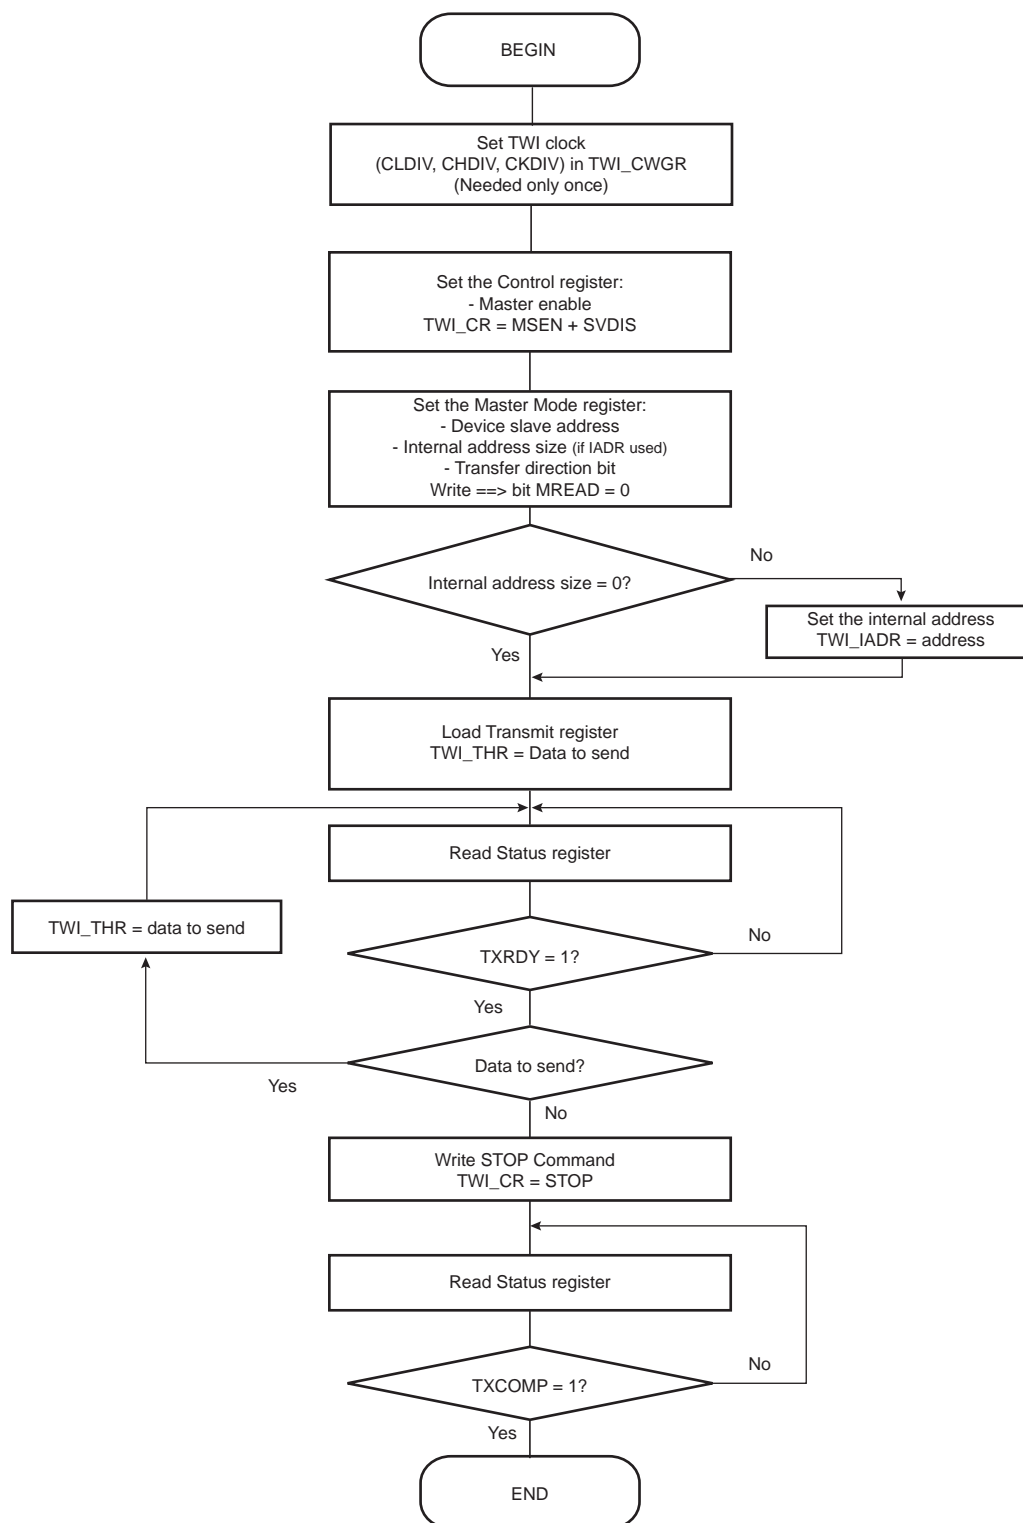 BEGIN
Set TWI clock
(CLDIV, CHDIV, CKDIV) in TWI_CWGR
(Needed only once)
Set the Control register:
- Master enable
TWI_CR = MSEN + SVDIS
Set the Master Mode register:
- Device slave address
- Internal address size (if IADR used)
- Transfer direction bit
Write ==> bit MREAD = 0
No
Internal address size = 0?
Set the internal address
TWI_IADR = address
Yes
Load Transmit register
TWI_THR = Data to send
Read Status register
TWI_THR = data to send
No
TXRDY = 1?
Yes
Data to send?
Yes
No
Write STOP Command
TWI_CR = STOP
Read Status register
No
TXCOMP = 1?
Yes
END